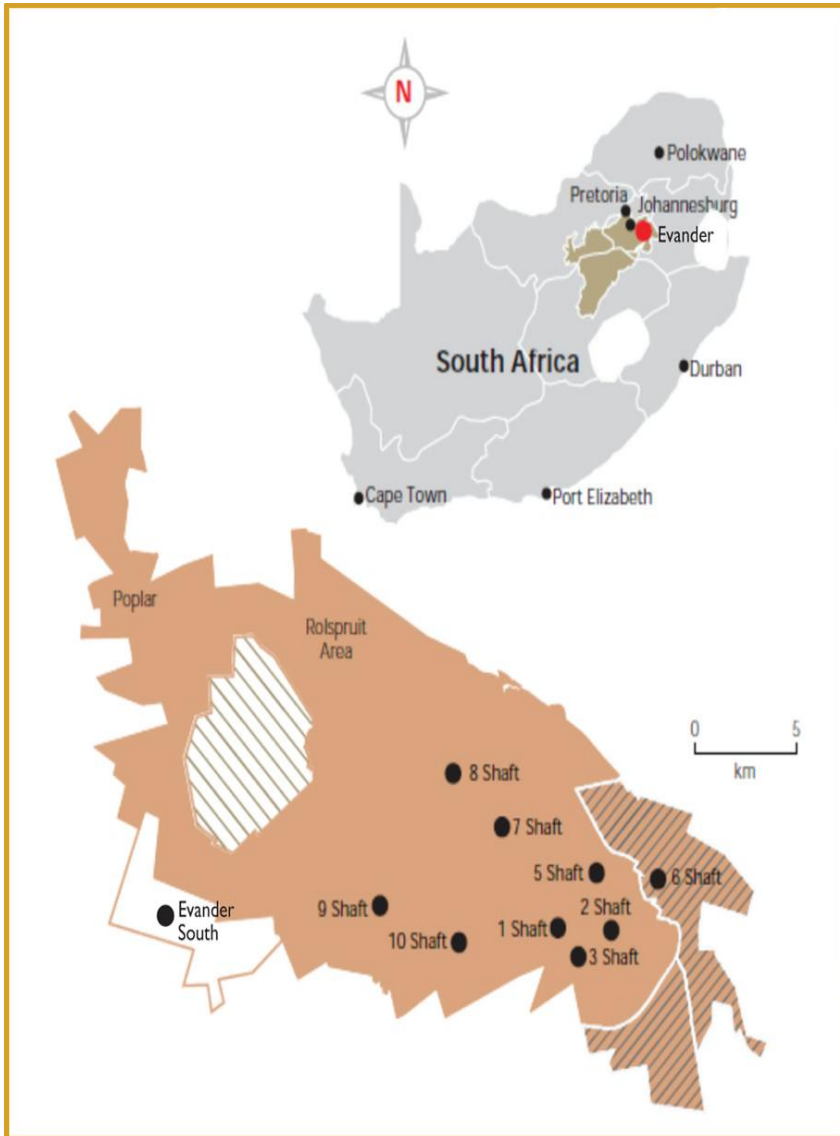 N
Polokwane
Pretoria
Johannesburg
Evander
South Africa
Durban
Cape Town
Port Elizabeth
Poplar
Rolspruit
Area
0 5
km
8 Shaft
7 Shaft
5 Shaft
6 Shaft
9 Shaft
Evander
South
2 Shaft
1 Shaft
10 Shaft
3 Shaft